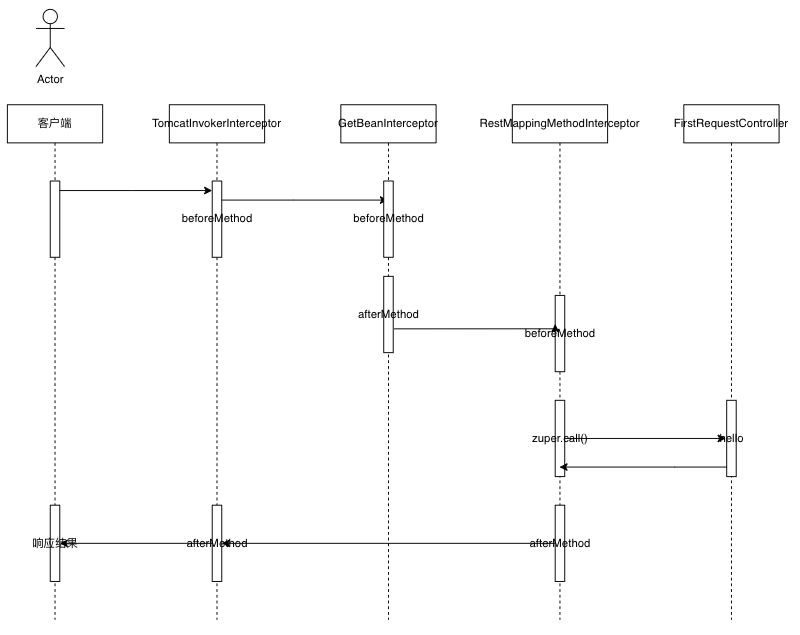 Actor
客户端
TomcatInvokerInterceptor
GetBeanInterceptor
RestMappingMethodInterceptor
FirstRequestController
beforeMethod
beforeMethod
afterMethod
beforeMethod
zuper.call()
hello
响应结果
afterMethod
afterMethod